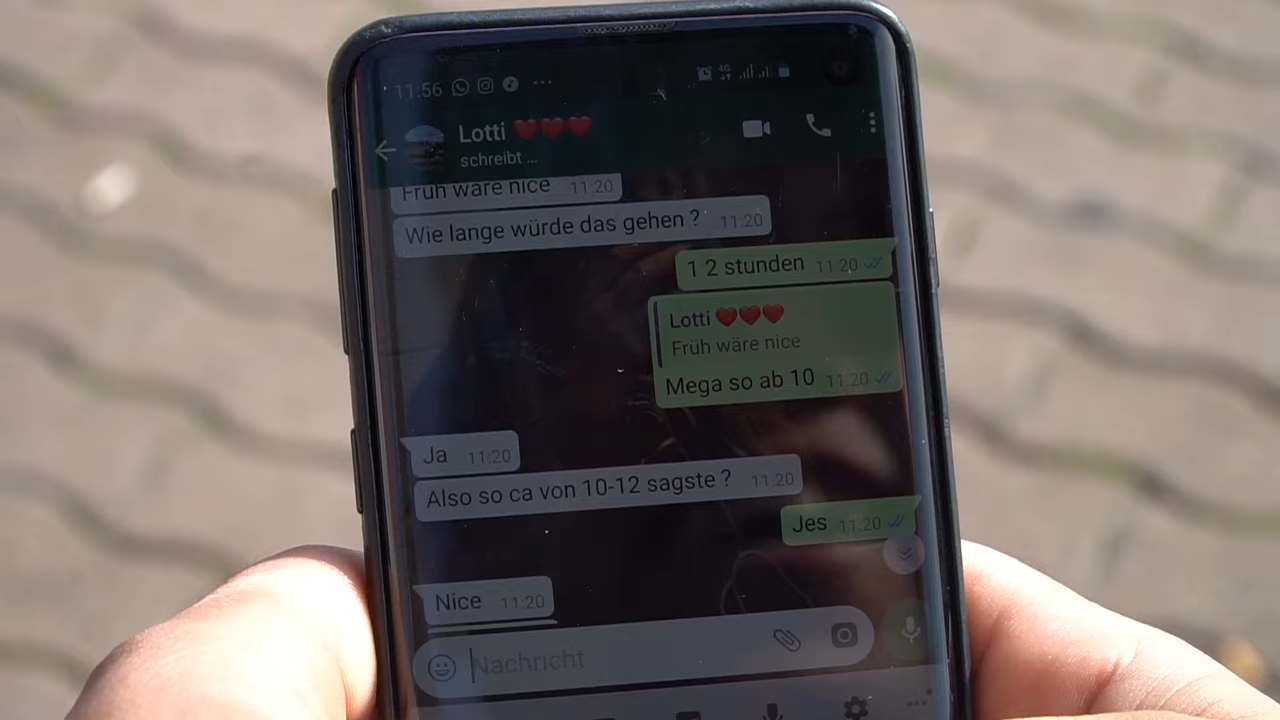 11:56
4G
Lotti ❤❤❤
schreibt ...
Früh wäre nice 11:20
Wie lange würde das gehen ? 11:20
1 2 stunden 11:20
Lotti ❤❤❤
Früh wäre nice
Mega so ab 10 11:20
Ja 11:20
Also so ca von 10-12 sagste ? 11:20
Jes 11:20
Nice 11:20
Nachricht